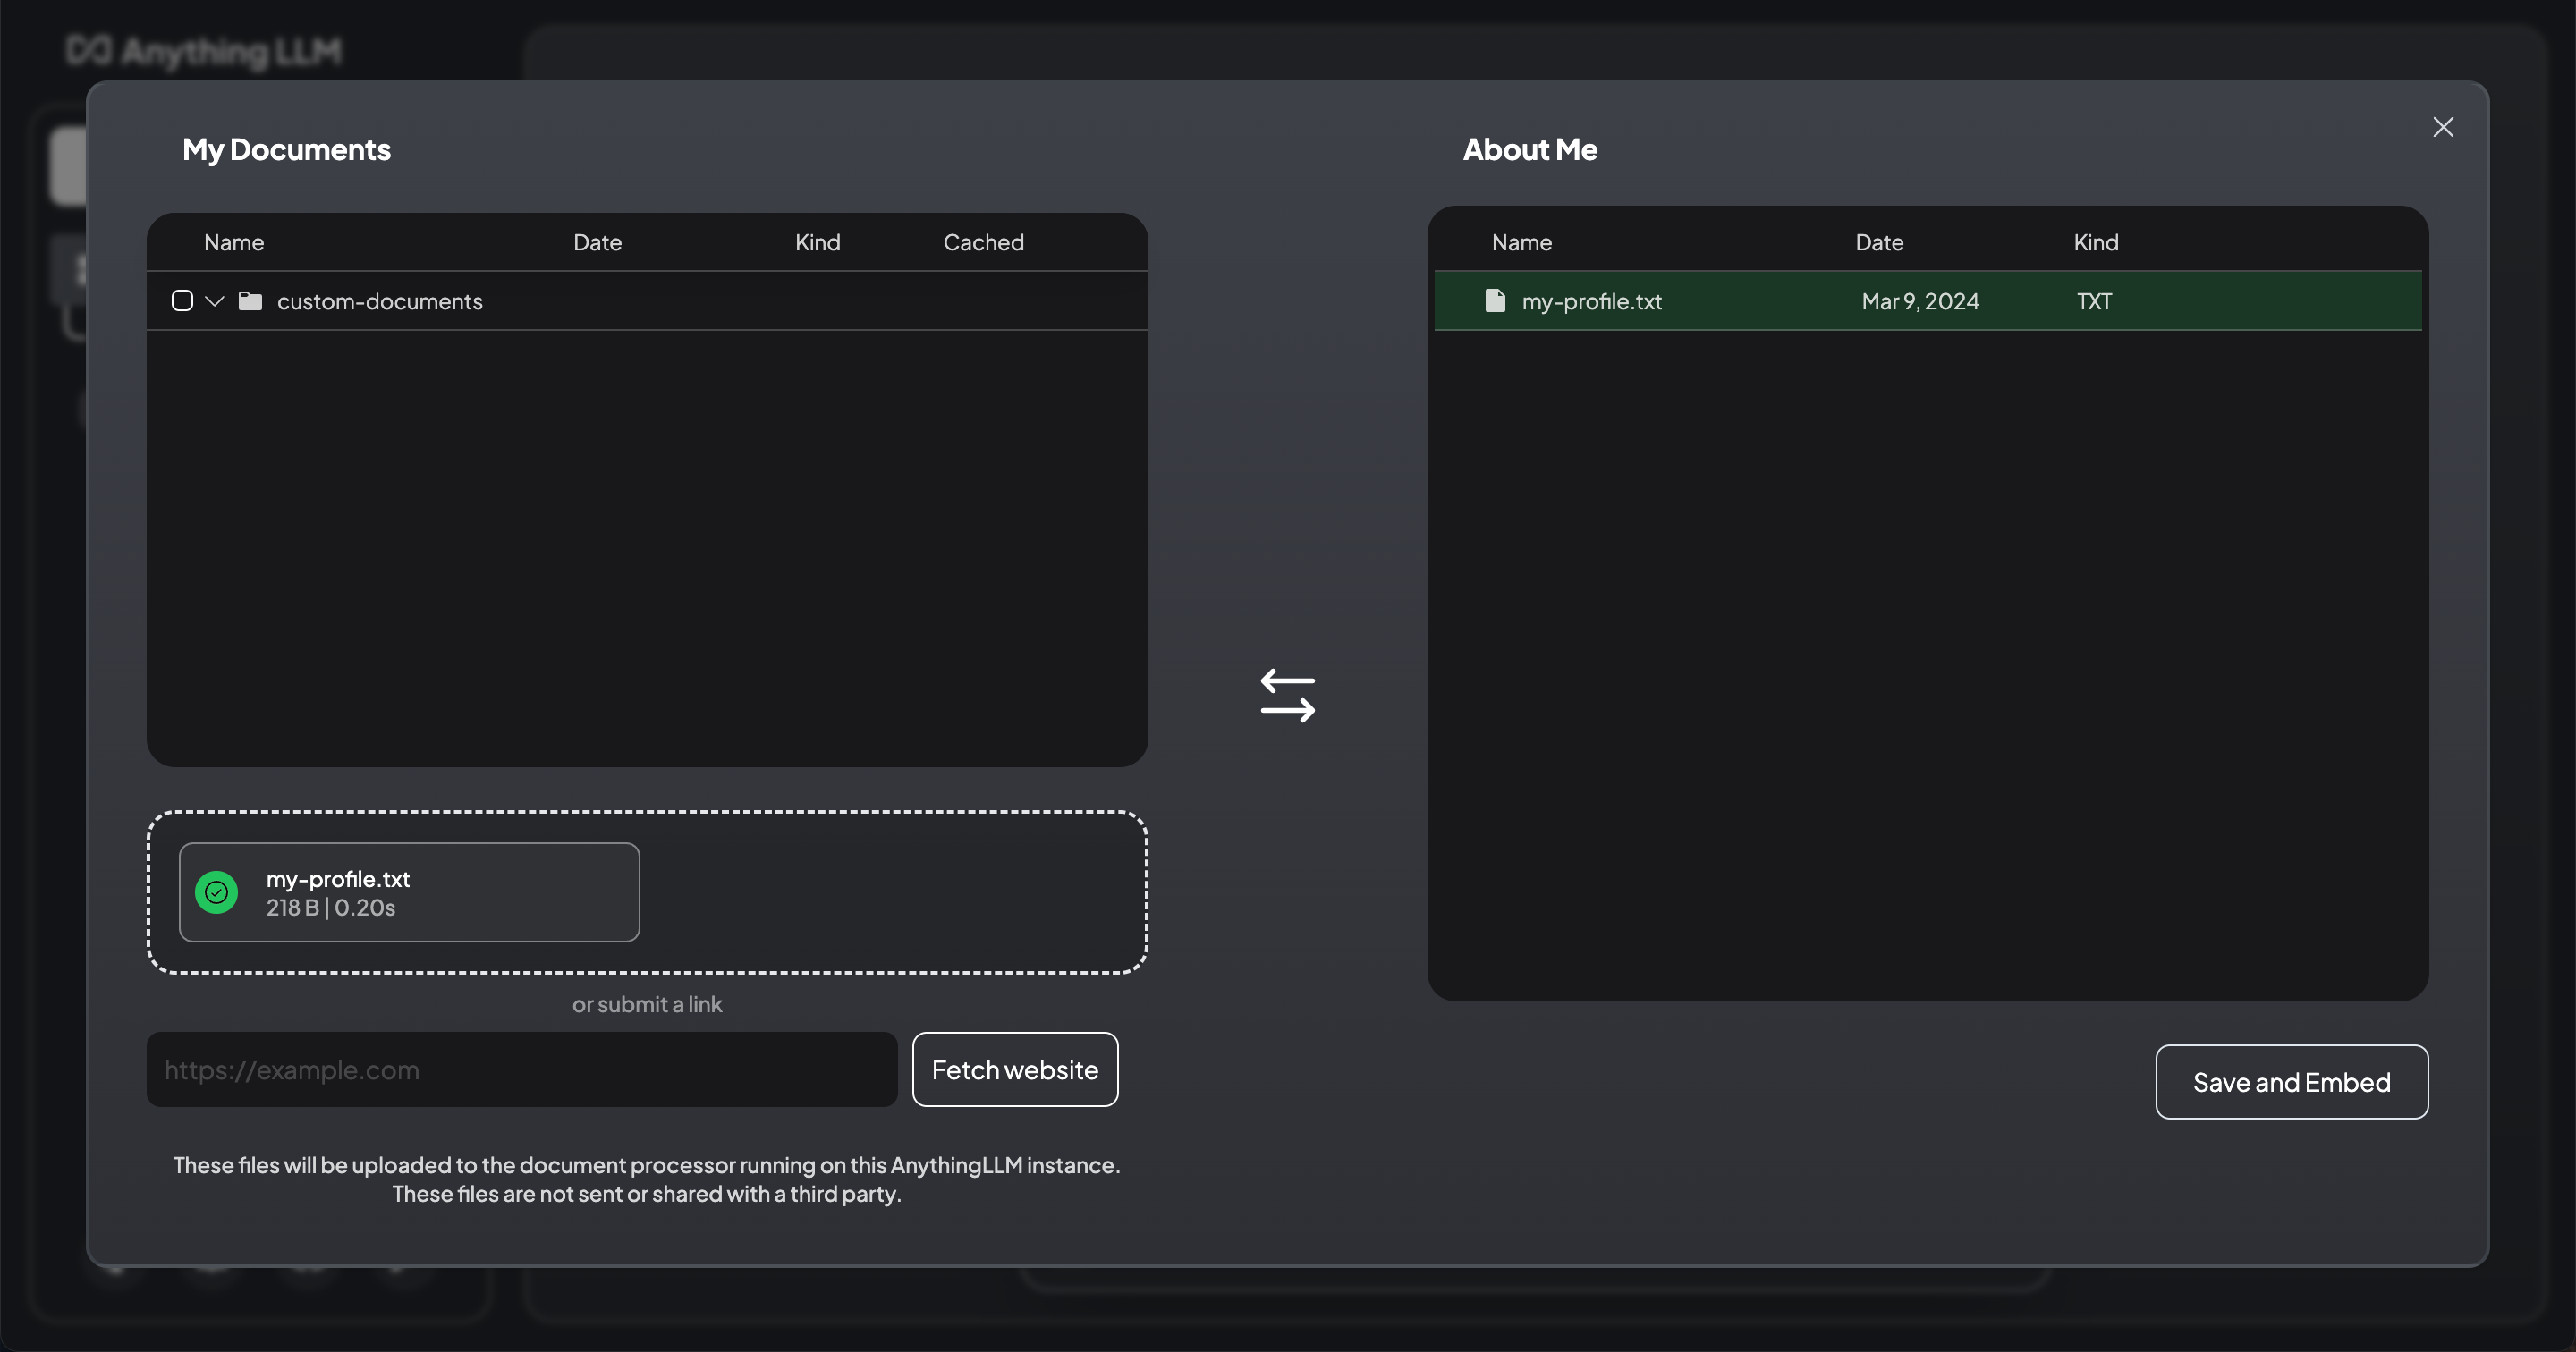 Anything LLM
My Documents
Name Date Kind Cached
custom-documents
my-profile.txt
218 B | 0.20s
or submit a link
https://example.com
Fetch website
These files will be uploaded to the document processor running on this AnythingLLM instance.
These files are not sent or shared with a third party.
About Me
Name Date Kind
my-profile.txt Mar 9, 2024 TXT
Save and Embed